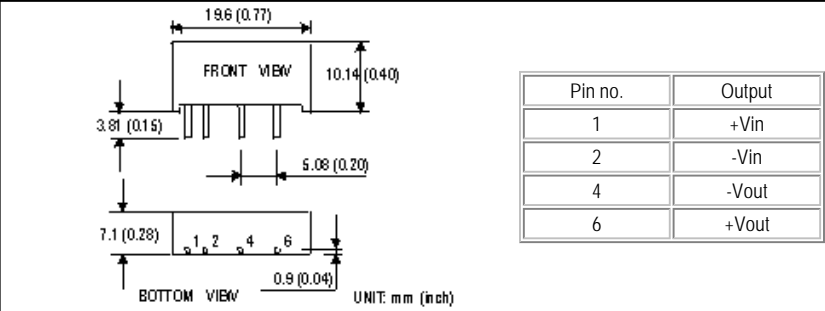 19.6 (0.77)
FRONT VIEW
10.14 (0.40)
3.81 (0.15)
5.08 (0.20)
7.1 (0.28)
1 2 4 6
0.9 (0.04)
BOTTOM VIEW
UNIT: mm (inch)
Pin no. Output
1 +Vin
2 -Vin
4 -Vout
6 +Vout